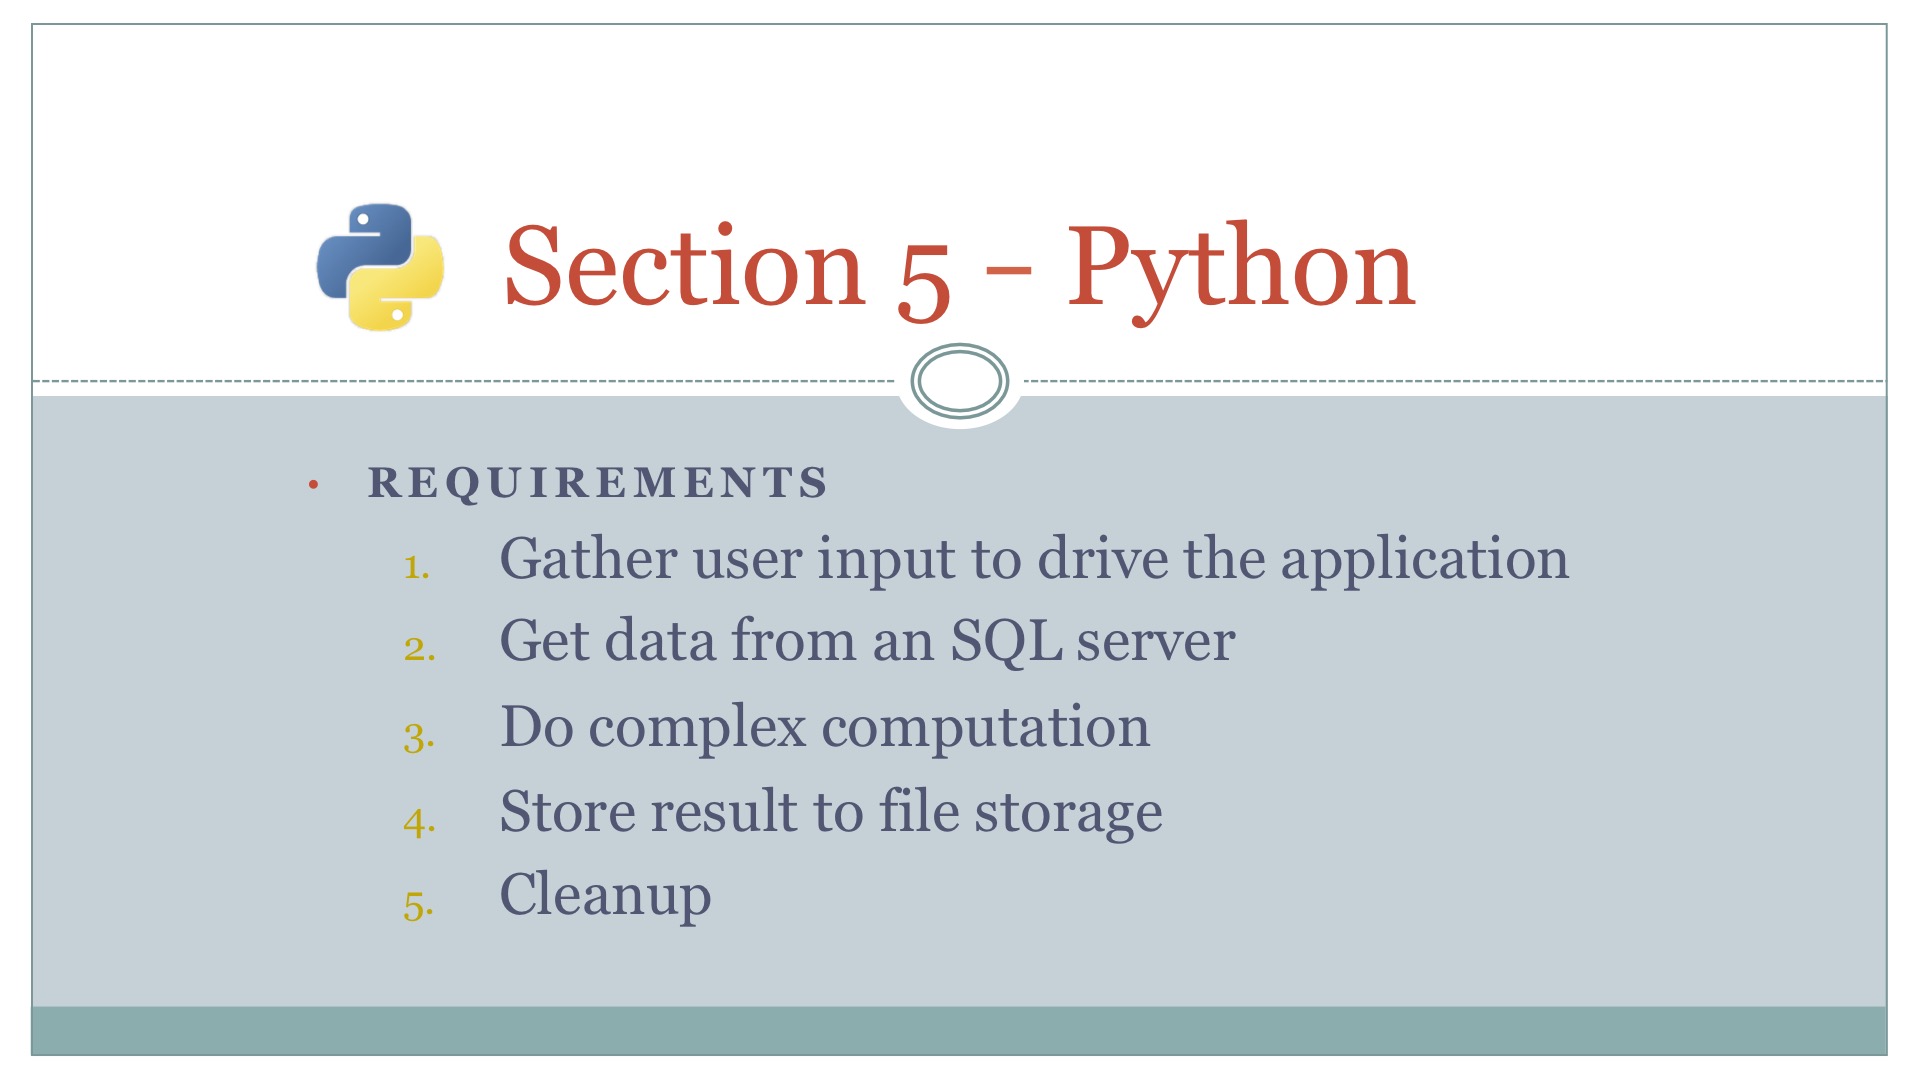 Section 5 – Python
• REQUIREMENTS
1. Gather user input to drive the application
2. Get data from an SQL server
3. Do complex computation
4. Store result to file storage
5. Cleanup